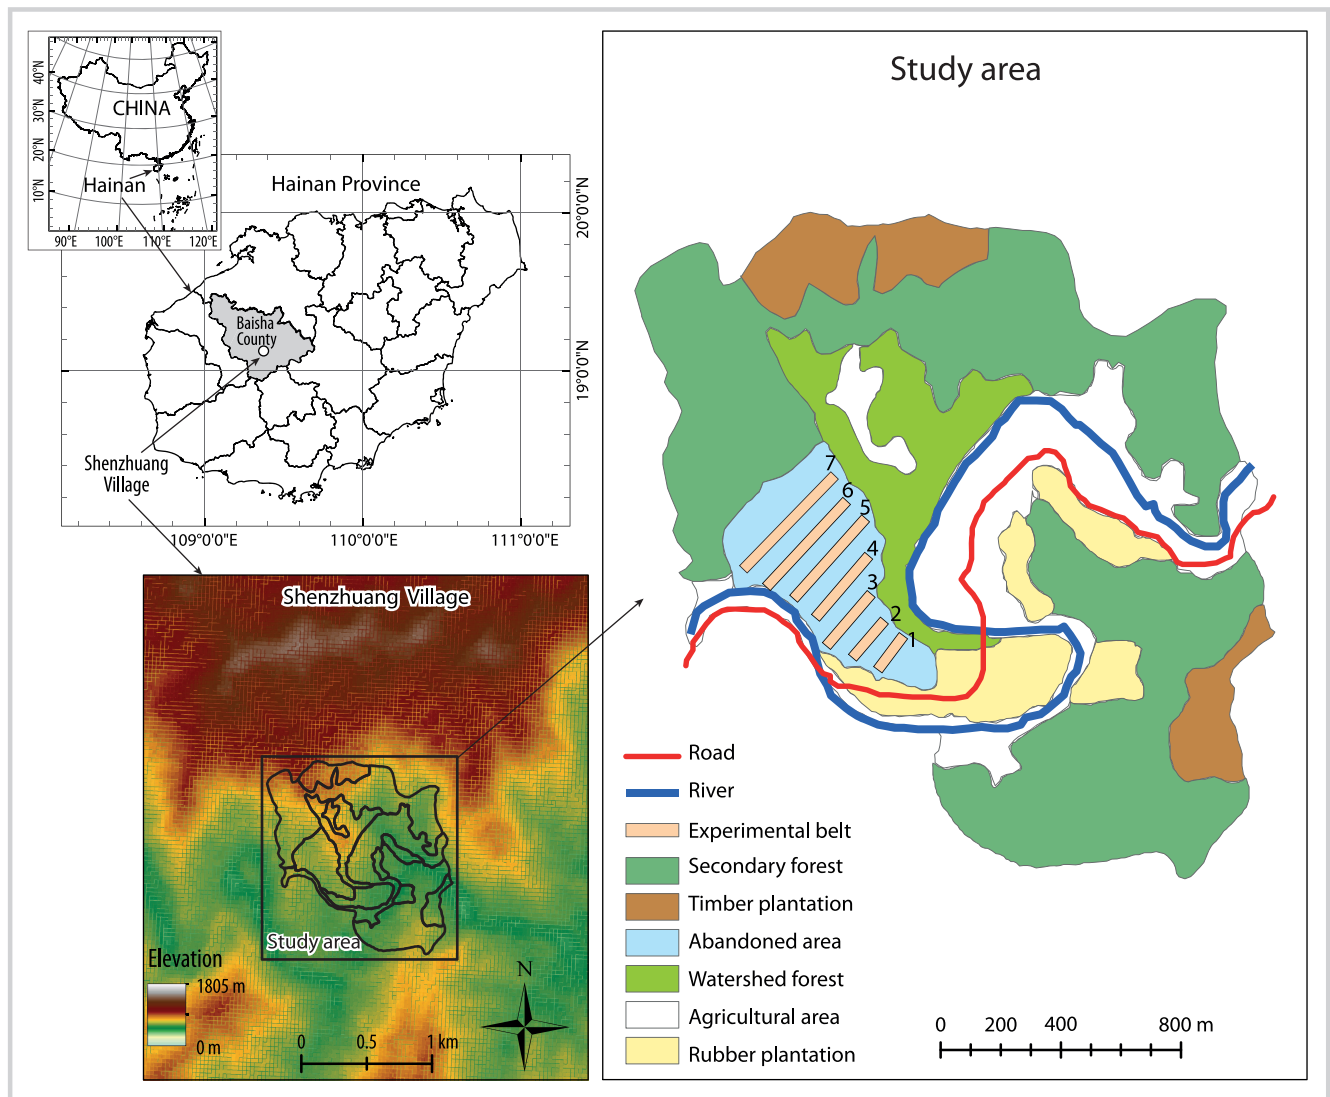 40°N
30°N
20°N
10°N
CHINA
Hainan
90°E 100°E 110°E 120°E
Hainan Province
20°0'0"N
19°0'0"N
Baisha
County
Shenzhuang
Village
109°0'0"E 110°0'0"E 111°0'0"E
Shenzhuang Village
Study area
Elevation
1805 m
0 m
N
0 0.5 1 km
Study area
7
6
5
4
3
2
1
Road
River
Experimental belt
Secondary forest
Timber plantation
Abandoned area
Watershed forest
Agricultural area
Rubber plantation
0 200 400 800 m